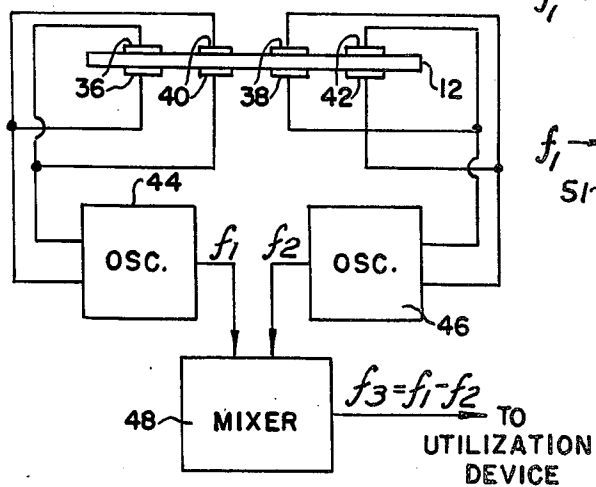 f₁
36
40
38
42
12
f₁
51
44
OSC.
f₁
f₂
OSC.
46
48
MIXER
f₃=f₁-f₂
TO
UTILIZATION
DEVICE